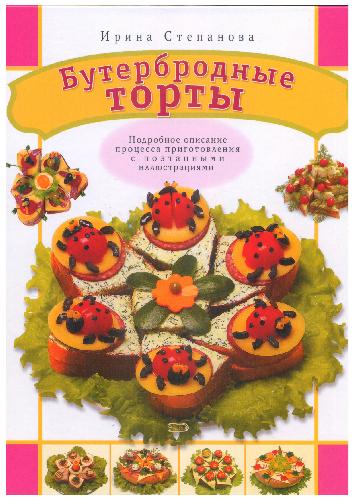 Ирина Степанова
Бутербродные
торты
Подробное описание
процесса приготовления
с поэтапными
иллюстрациями